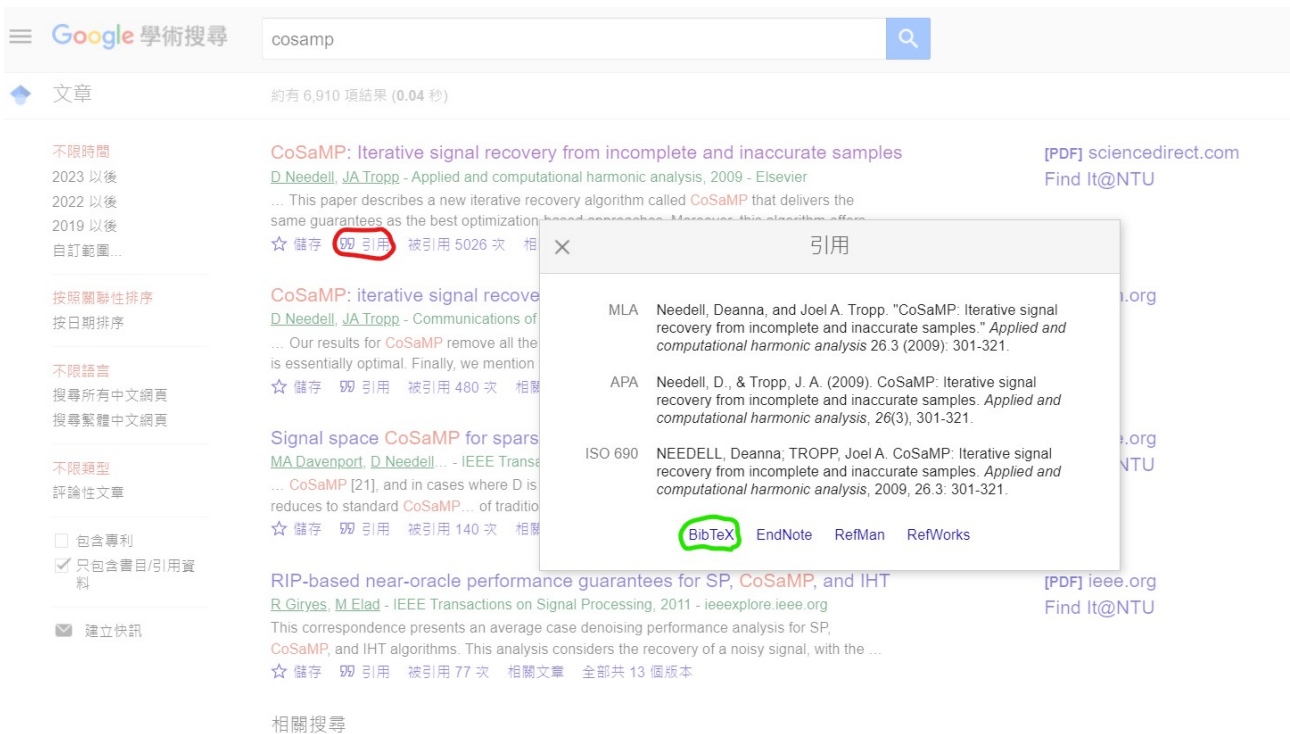 Google 學術搜尋
cosamp
文章
約有 6,910 項結果 (0.04 秒)
不限時間
2023 以後
2022 以後
2019 以後
自訂範圍...
按照關聯性排序
按日期排序
不限語言
搜尋所有中文網頁
搜尋繁體中文網頁
不限類型
評論性文章
包含專利
只包含書目/引用資
料
建立快訊
CoSaMP: Iterative signal recovery from incomplete and inaccurate samples
D Needell, JA Tropp - Applied and computational harmonic analysis, 2009 - Elsevier
… This paper describes a new iterative recovery algorithm called CoSaMP that delivers the
same guarantees as the best optimization-based approaches. Moreover, this algorithm offers
儲存 引用 被引用 5026 次 相
[PDF] sciencedirect.com
Find It@NTU
CoSaMP: iterative signal recove
D Needell, JA Tropp - Communications of
… Our results for CoSaMP remove all the
is essentially optimal. Finally, we mention
儲存 引用 被引用 480 次 相關
.org
Signal space CoSaMP for spars
MA Davenport, D Needell… - IEEE Transa
… CoSaMP [21], and in cases where D is
reduces to standard CoSaMP… of traditio
儲存 引用 被引用 140 次 相關
.org
NTU
RIP-based near-oracle performance guarantees for SP, CoSaMP, and IHT
R Giryes, M Elad - IEEE Transactions on Signal Processing, 2011 - ieeexplore.ieee.org
This correspondence presents an average case denoising performance analysis for SP,
CoSaMP, and IHT algorithms. This analysis considers the recovery of a noisy signal, with the …
儲存 引用 被引用 77 次 相關文章 全部共 13 個版本
[PDF] ieee.org
Find It@NTU
相關搜尋
引用
MLA
Needell, Deanna, and Joel A. Tropp. "CoSaMP: Iterative signal
recovery from incomplete and inaccurate samples." Applied and
computational harmonic analysis 26.3 (2009): 301-321.
APA
Needell, D., & Tropp, J. A. (2009). CoSaMP: Iterative signal
recovery from incomplete and inaccurate samples. Applied and
computational harmonic analysis, 26(3), 301-321.
ISO 690
NEEDELL, Deanna; TROPP, Joel A. CoSaMP: Iterative signal
recovery from incomplete and inaccurate samples. Applied and
computational harmonic analysis, 2009, 26.3: 301-321.
BibTeX EndNote RefMan RefWorks